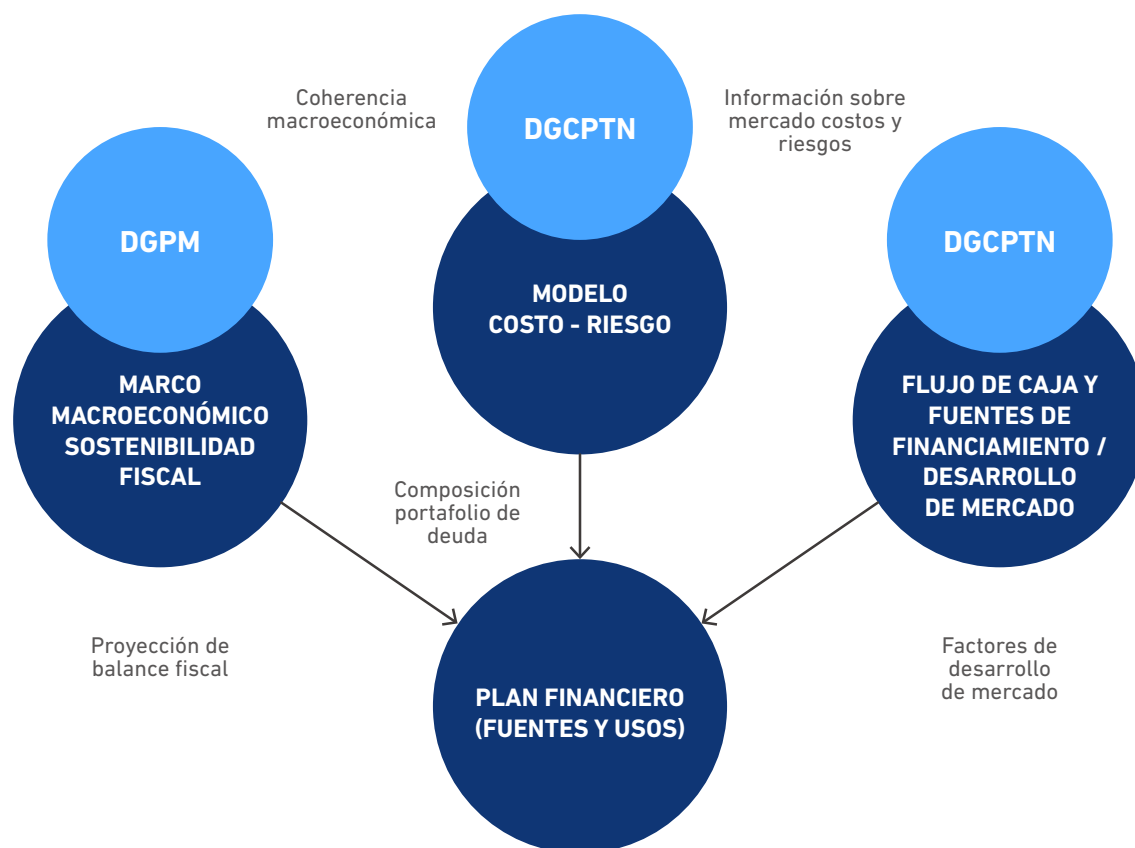 Coherencia
macroeconómica
DGCPTN
Información sobre
mercado costos y
riesgos
DGPM
DGCPTN
MODELO
COSTO - RIESGO
MARCO
MACROECONÓMICO
SOSTENIBILIDAD
FISCAL
FLUJO DE CAJA Y
FUENTES DE
FINANCIAMIENTO /
DESARROLLO
DE MERCADO
Composición
portafolio de
deuda
Proyección de
balance fiscal
Factores de
desarrollo
de mercado
PLAN FINANCIERO
(FUENTES Y USOS)